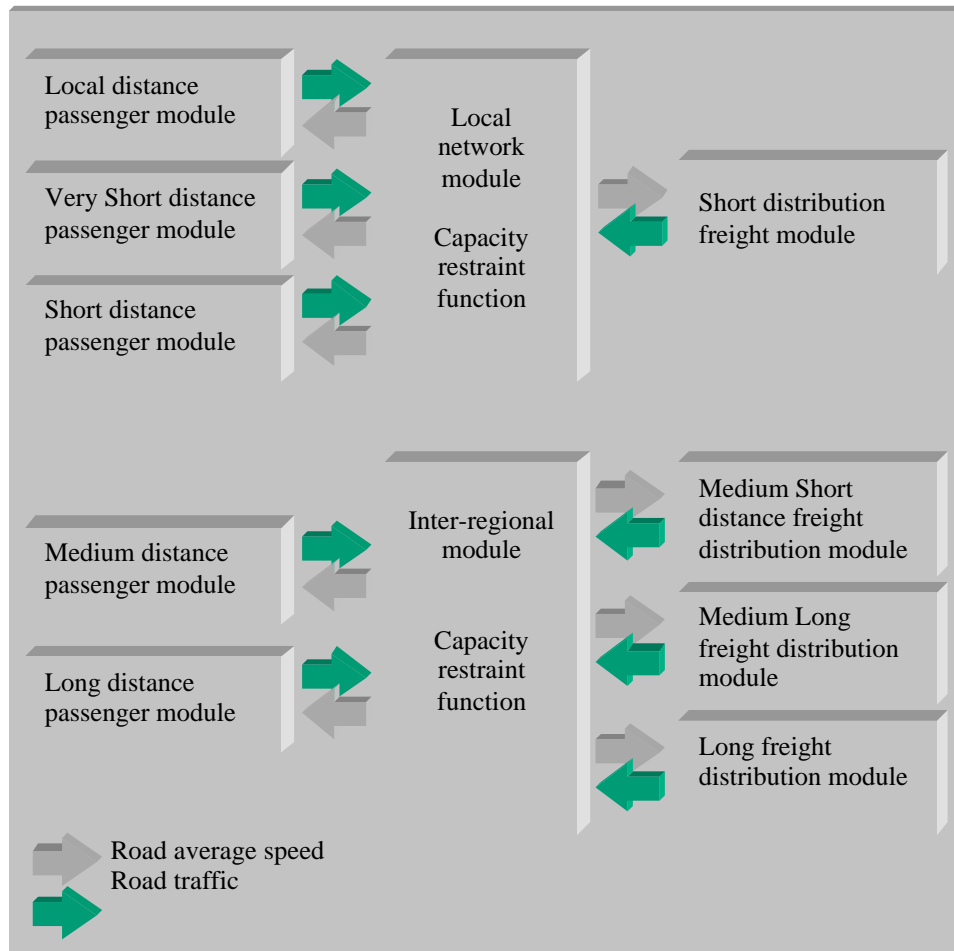 Local distance
passenger module
Very Short distance
passenger module
Short distance
passenger module
Local
network
module
Capacity
restraint
function
Short distribution
freight module
Medium distance
passenger module
Long distance
passenger module
Inter-regional
module
Capacity
restraint
function
Medium Short
distance freight
distribution module
Medium Long
freight distribution
module
Long freight
distribution module
Road average speed
Road traffic